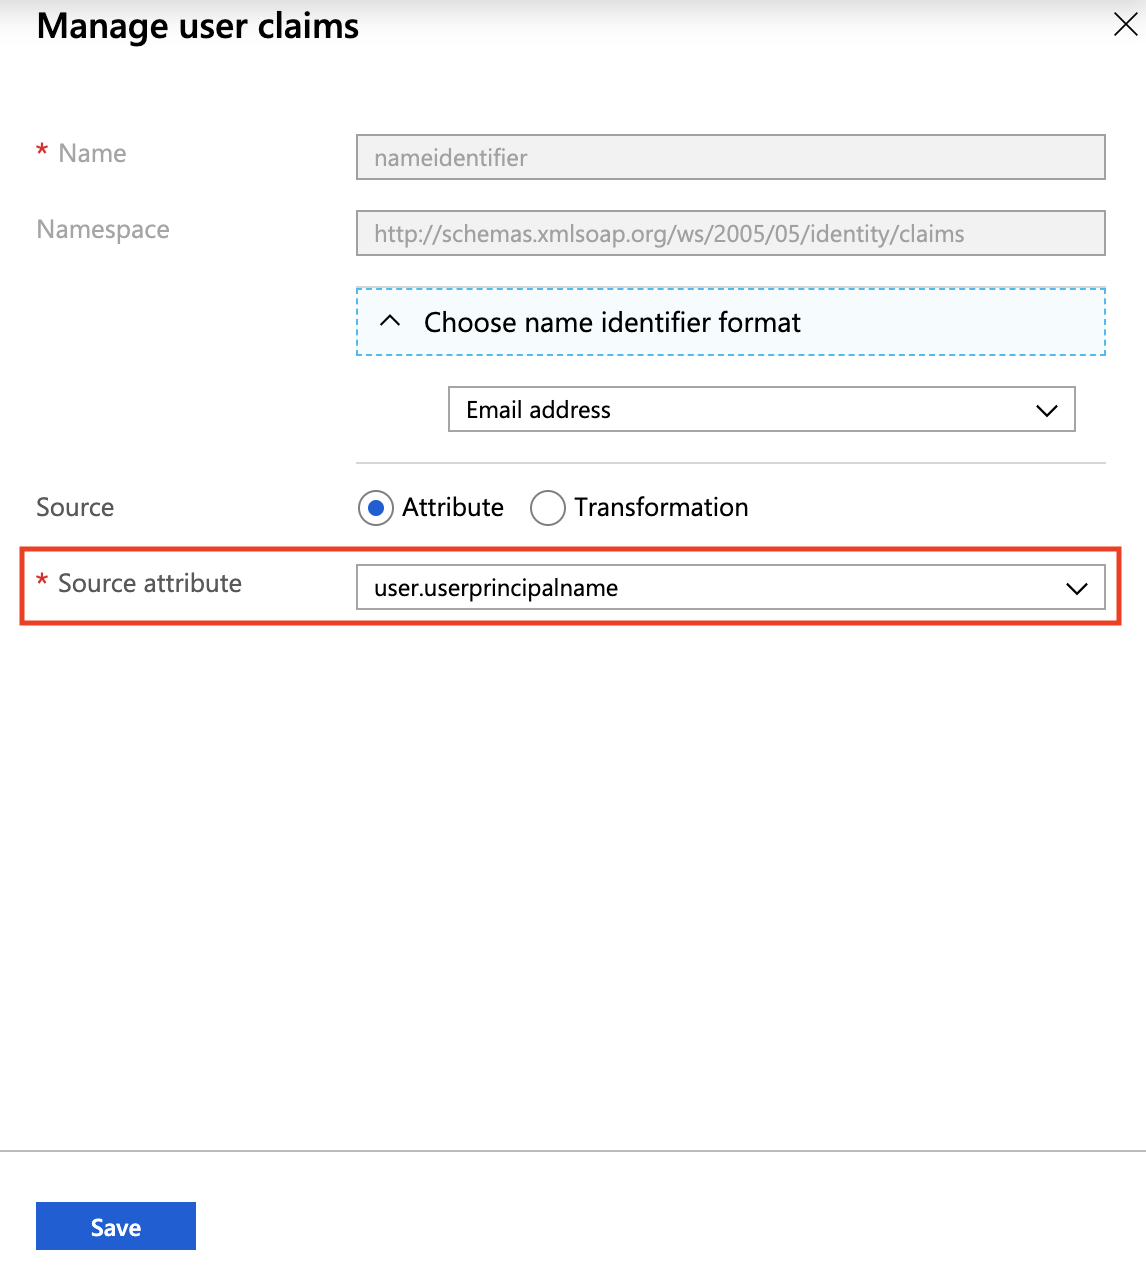 Manage user claims
* Name
nameidentifier
Namespace
http://schemas.xmlsoap.org/ws/2005/05/identity/claims
Choose name identifier format
Email address
Source
Attribute
Transformation
* Source attribute
user.userprincipalname
Save